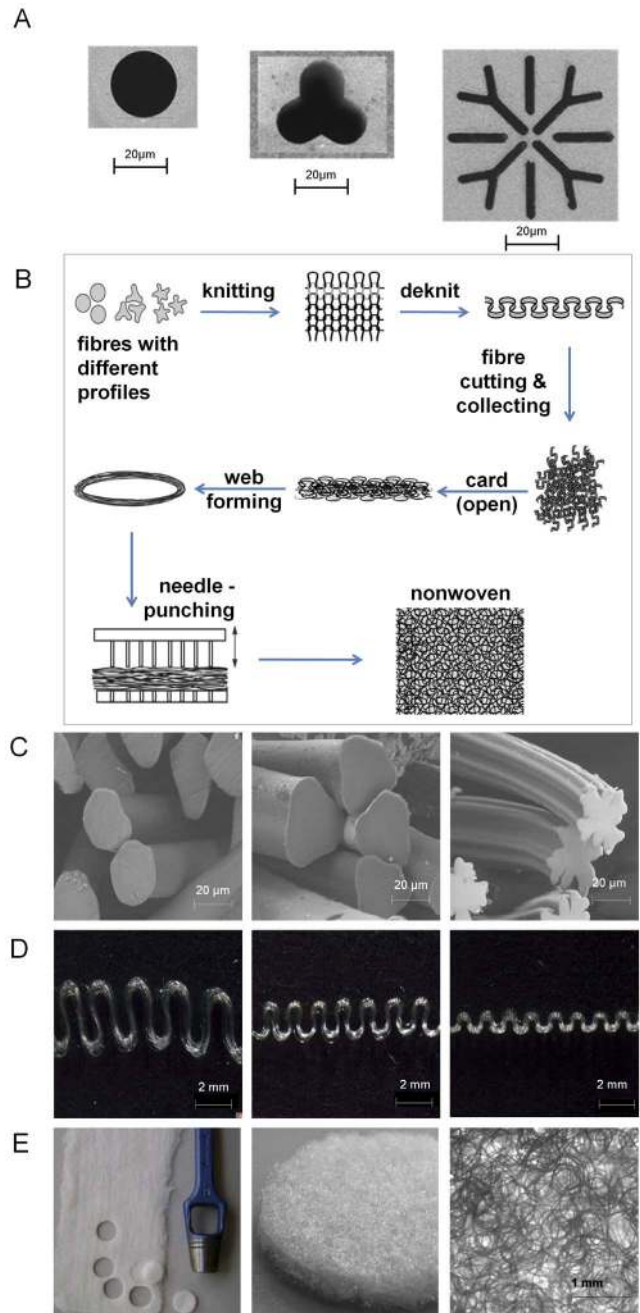 A
20µm
20µm
20µm
B
knitting
deknit
fibres with
different
profiles
fibre
cutting &
collecting
web
forming
card
(open)
needle -
punching
nonwoven
C
20 µm
20 µm
20 µm
D
2 mm
2 mm
2 mm
E
1 mm